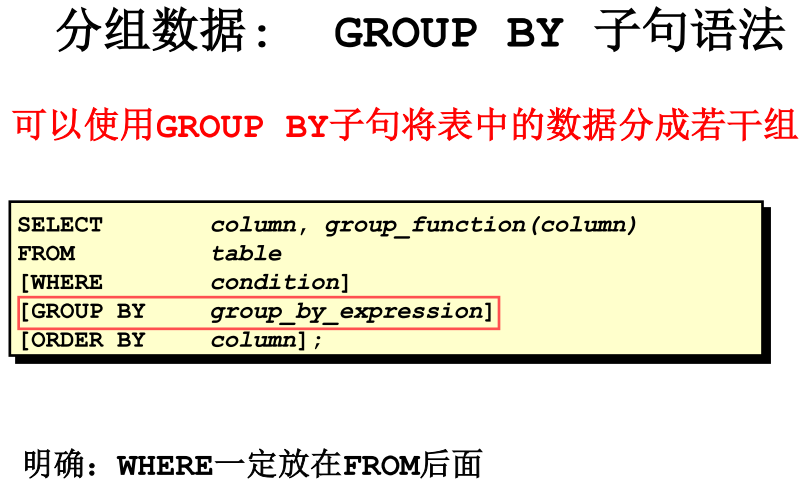 分组数据: GROUP BY 子句语法
可以使用GROUP BY子句将表中的数据分成若干组
SELECT column, group_function(column)
FROM table
[WHERE condition]
[GROUP BY group_by_expression]
[ORDER BY column];
明确：WHERE一定放在FROM后面